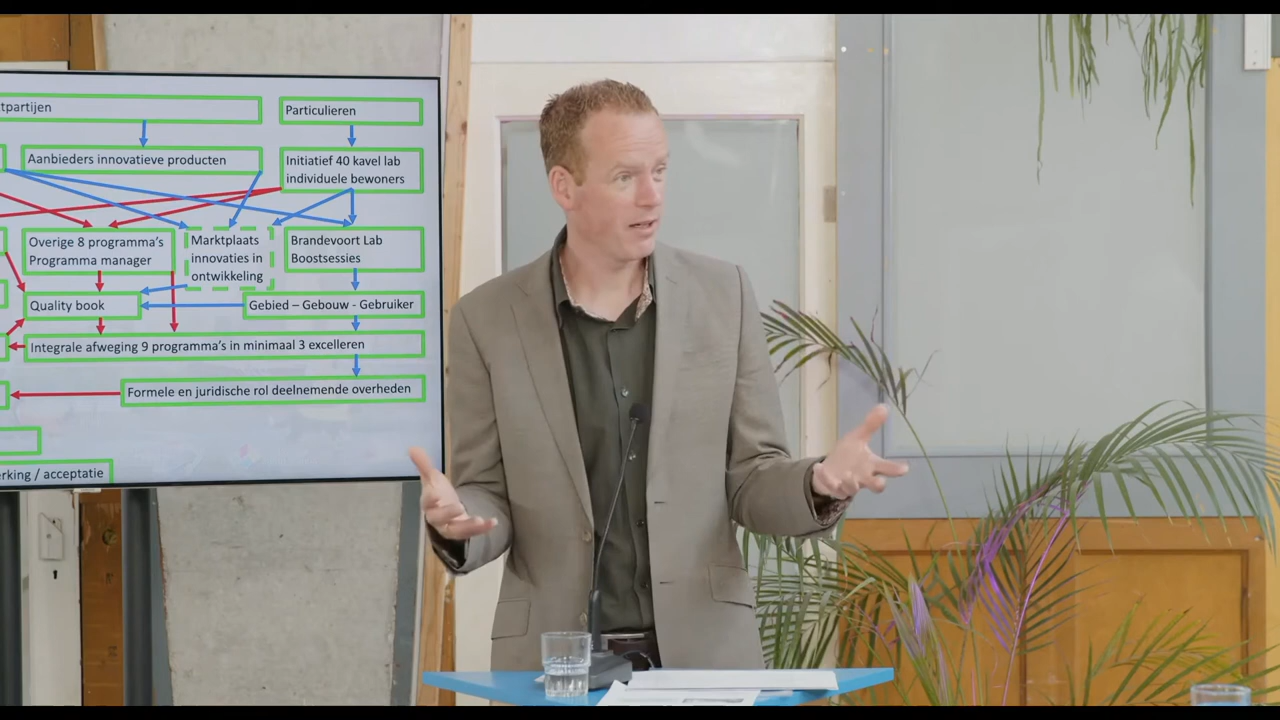 tpartijen
Particulieren
Aanbieders innovatieve producten
Initiatief 40 kavel lab
individuele bewoners
Overige 8 programma's
Programma manager
Marktplaats
innovaties in
ontwikkeling
Brandevoort Lab
Boostsessies
Quality book
Gebied – Gebouw - Gebruiker
Integrale afweging 9 programma's in minimaal 3 excelleren
Formele en juridische rol deelnemende overheden
erking / acceptatie